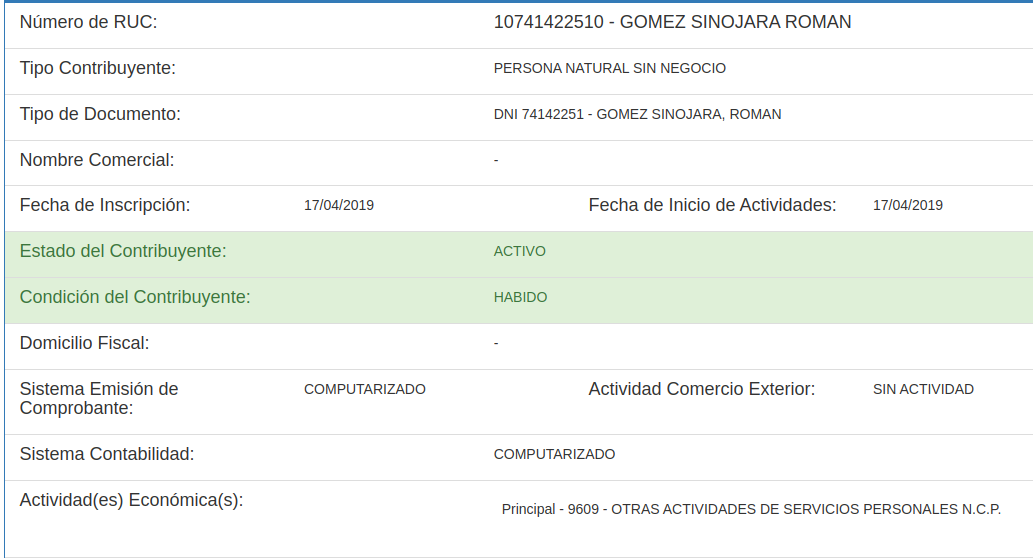 Número de RUC: 10741422510 - GOMEZ SINOJARA ROMAN
Tipo Contribuyente: PERSONA NATURAL SIN NEGOCIO
Tipo de Documento: DNI 74142251 - GOMEZ SINOJARA, ROMAN
Nombre Comercial: -
Fecha de Inscripción: 17/04/2019 Fecha de Inicio de Actividades: 17/04/2019
Estado del Contribuyente: ACTIVO
Condición del Contribuyente: HABIDO
Domicilio Fiscal: -
Sistema Emisión de COMPUTARIZADO Actividad Comercio Exterior: SIN ACTIVIDAD
Comprobante:
Sistema Contabilidad: COMPUTARIZADO
Actividad(es) Económica(s): Principal - 9609 - OTRAS ACTIVIDADES DE SERVICIOS PERSONALES N.C.P.